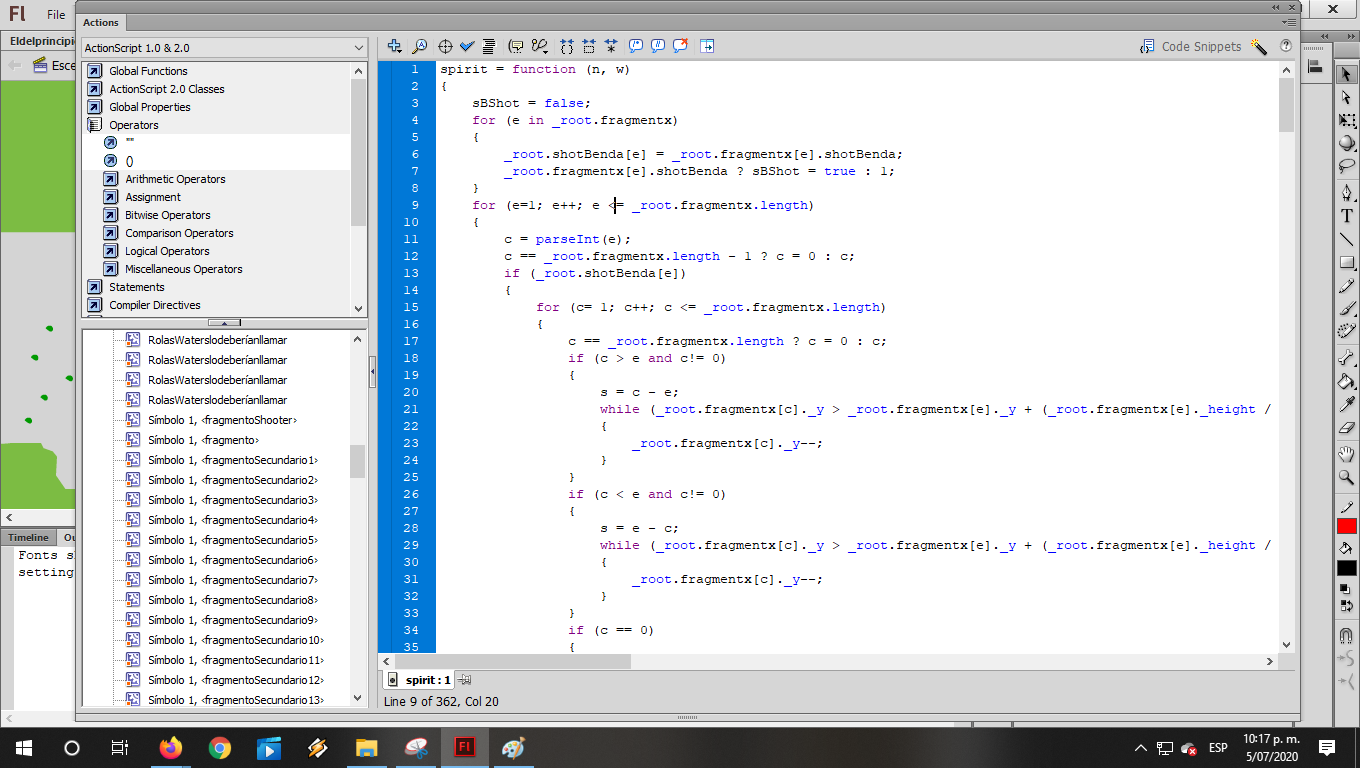 Fl File
Actions
Eldelprincipi
Esce
ActionScript 1.0 & 2.0
Global Functions
ActionScript 2.0 Classes
Global Properties
Operators
""
()
Arithmetic Operators
Assignment
Bitwise Operators
Comparison Operators
Logical Operators
Miscellaneous Operators
Statements
Compiler Directives
RolasWaterslodeberíanllamar
RolasWaterslodeberíanllamar
RolasWaterslodeberíanllamar
RolasWaterslodeberíanllamar
Símbolo 1, <fragmentoShooter>
Símbolo 1, <fragmento>
Símbolo 1, <fragmentoSecundario1>
Símbolo 1, <fragmentoSecundario2>
Símbolo 1, <fragmentoSecundario3>
Símbolo 1, <fragmentoSecundario4>
Símbolo 1, <fragmentoSecundario5>
Símbolo 1, <fragmentoSecundario6>
Símbolo 1, <fragmentoSecundario7>
Símbolo 1, <fragmentoSecundario8>
Símbolo 1, <fragmentoSecundario9>
Símbolo 1, <fragmentoSecundario10>
Símbolo 1, <fragmentoSecundario11>
Símbolo 1, <fragmentoSecundario12>
Símbolo 1, <fragmentoSecundario13>
Timeline Ou
Fonts s
setting
Code Snippets
1 spirit = function (n, w)
2 {
3 sBShot = false;
4 for (e in _root.fragmentx)
5 {
6 _root.shotBenda[e] = _root.fragmentx[e].shotBenda;
7 _root.fragmentx[e].shotBenda ? sBShot = true : 1;
8 }
9 for (e=1; e++; e <= _root.fragmentx.length)
10 {
11 c = parseInt(e);
12 c == _root.fragmentx.length - 1 ? c = 0 : c;
13 if (_root.shotBenda[e])
14 {
15 for (c= 1; c++; c <= _root.fragmentx.length)
16 {
17 c == _root.fragmentx.length ? c = 0 : c;
18 if (c > e and c!= 0)
19 {
20 s = c - e;
21 while (_root.fragmentx[c]._y > _root.fragmentx[e]._y + (_root.fragmentx[e]._height /
22 {
23 _root.fragmentx[c]._y--;
24 }
25 }
26 if (c < e and c!= 0)
27 {
28 s = e - c;
29 while (_root.fragmentx[c]._y > _root.fragmentx[e]._y + (_root.fragmentx[e]._height /
30 {
31 _root.fragmentx[c]._y--;
32 }
33 }
34 if (c == 0)
35 {
spirit : 1
Line 9 of 362, Col 20
Fl
ESP
10:17 p. m.
5/07/2020